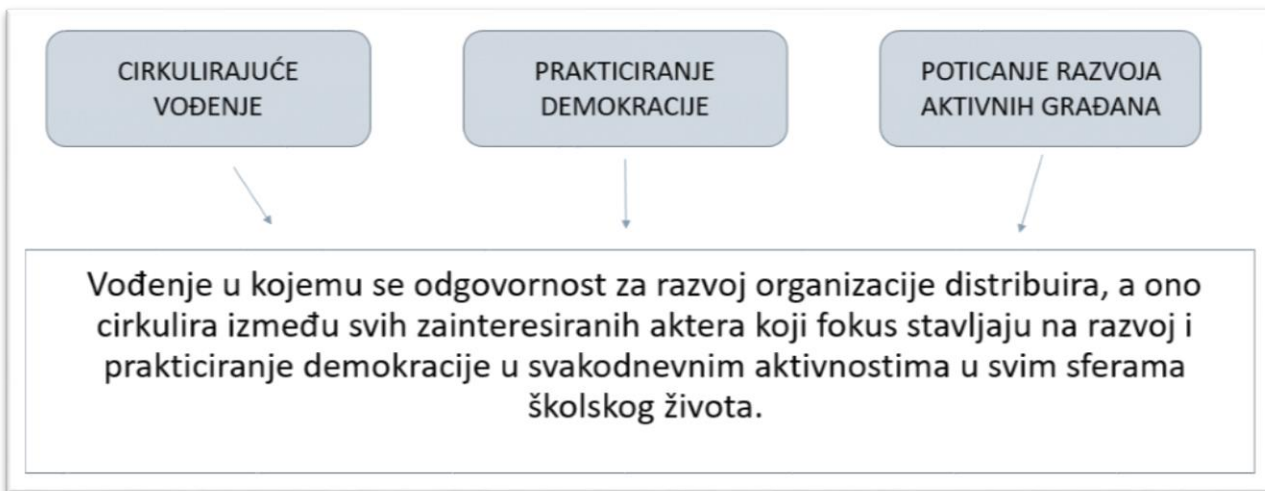 CIRKULIRAJUĆE
VOĐENJE
PRAKTICIRANJE
DEMOKRACIJE
POTICANJE RAZVOJA
AKTIVNIH GRAĐANA
Vođenje u kojemu se odgovornost za razvoj organizacije distribuira, a ono
cirkulira između svih zainteresiranih aktera koji fokus stavljaju na razvoj i
prakticiranje demokracije u svakodnevnim aktivnostima u svim sferama
školskog života.